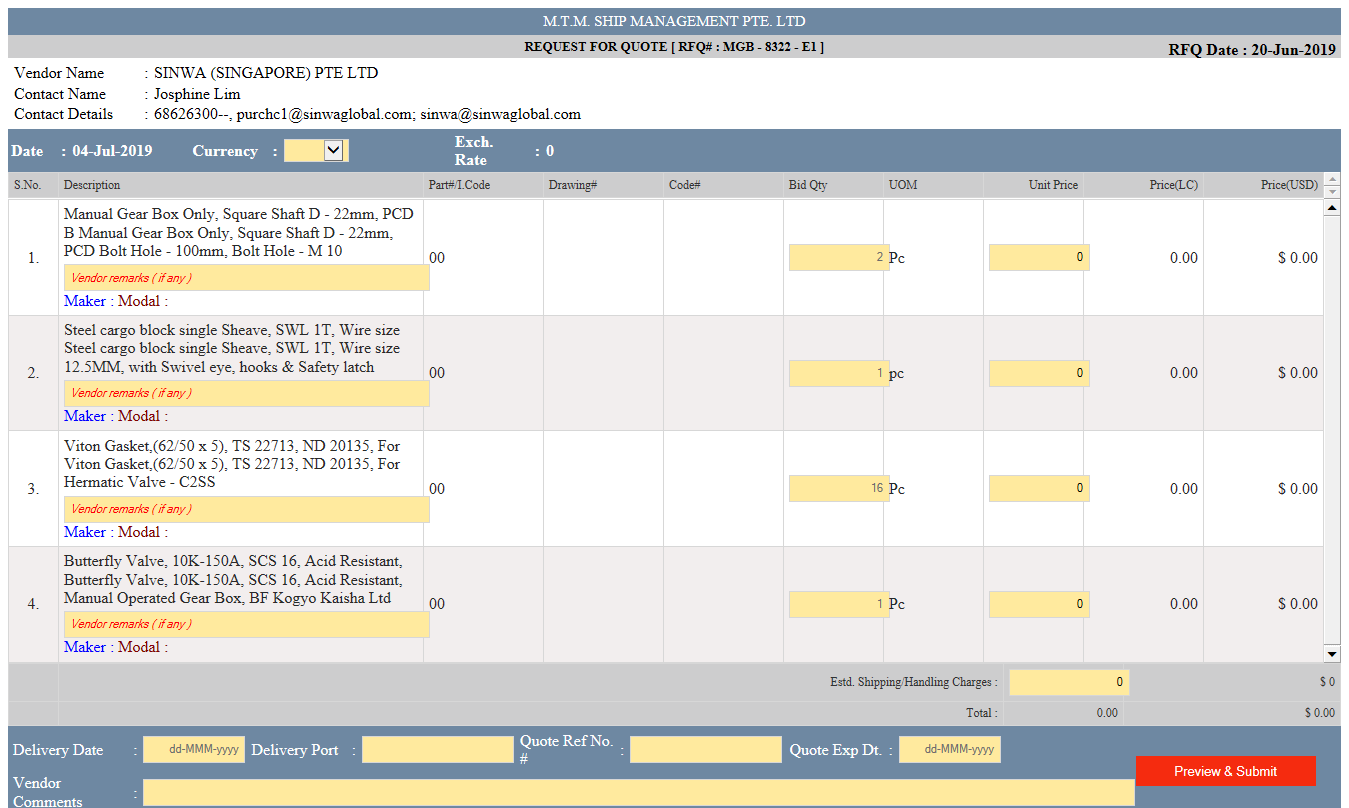 M.T.M. SHIP MANAGEMENT PTE. LTD
REQUEST FOR QUOTE [ RFQ# : MGB - 8322 - E1 ]
RFQ Date : 20-Jun-2019
Vendor Name : SINWA (SINGAPORE) PTE LTD
Contact Name : Josphine Lim
Contact Details : 68626300--, purchc1@sinwaglobal.com; sinwa@sinwaglobal.com
Date : 04-Jul-2019 Currency : Exch. Rate : 0
S.No. Description Part#/I.Code Drawing# Code# Bid Qty UOM Unit Price Price(LC) Price(USD)
Manual Gear Box Only, Square Shaft D - 22mm, PCD
B Manual Gear Box Only, Square Shaft D - 22mm,
PCD Bolt Hole - 100mm, Bolt Hole - M 10
1. 00 2 Pc 0 0.00 $ 0.00
Vendor remarks ( if any )
Maker : Modal :
Steel cargo block single Sheave, SWL 1T, Wire size
Steel cargo block single Sheave, SWL 1T, Wire size
12.5MM, with Swivel eye, hooks & Safety latch
2. 00 1 pc 0 0.00 $ 0.00
Vendor remarks ( if any )
Maker : Modal :
Viton Gasket,(62/50 x 5), TS 22713, ND 20135, For
Viton Gasket,(62/50 x 5), TS 22713, ND 20135, For
Hermatic Valve - C2SS
3. 00 16 Pc 0 0.00 $ 0.00
Vendor remarks ( if any )
Maker : Modal :
Butterfly Valve, 10K-150A, SCS 16, Acid Resistant,
Butterfly Valve, 10K-150A, SCS 16, Acid Resistant,
Manual Operated Gear Box, BF Kogyo Kaisha Ltd
4. 00 1 Pc 0 0.00 $ 0.00
Vendor remarks ( if any )
Maker : Modal :
Estd. Shipping/Handling Charges : 0 $ 0
Total : 0.00 $ 0.00
Delivery Date : dd-MMM-yyyy Delivery Port : Quote Ref No. # : Quote Exp Dt. : dd-MMM-yyyy
Preview & Submit
Vendor Comments :